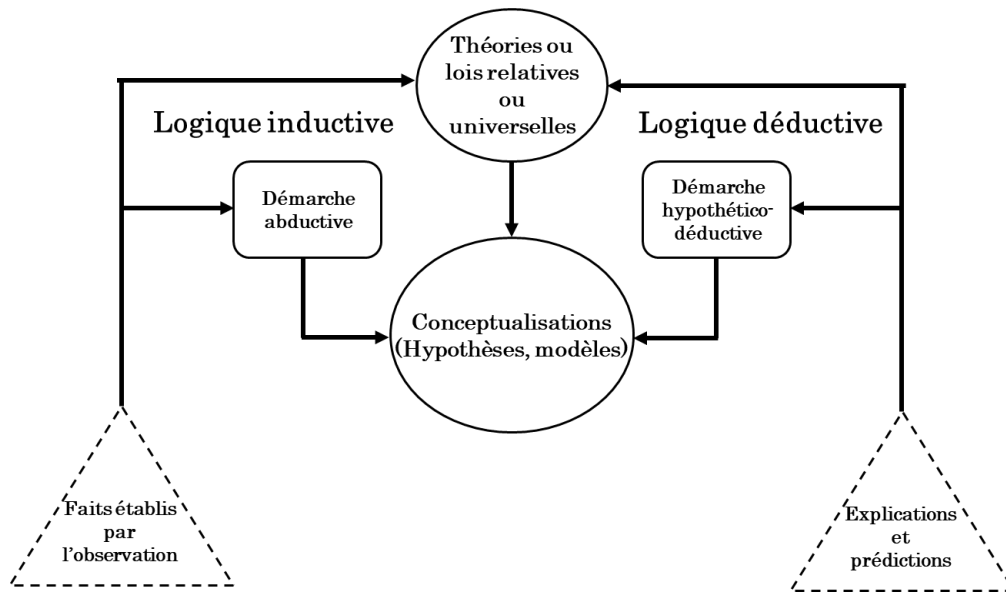 Théories ou
lois relatives
ou
universelles
Logique inductive
Logique déductive
Démarche
abductive
Démarche
hypothético-
déductive
Conceptualisations
(Hypothèses, modèles)
Faits établis
par
l'observation
Explications
et
prédictions